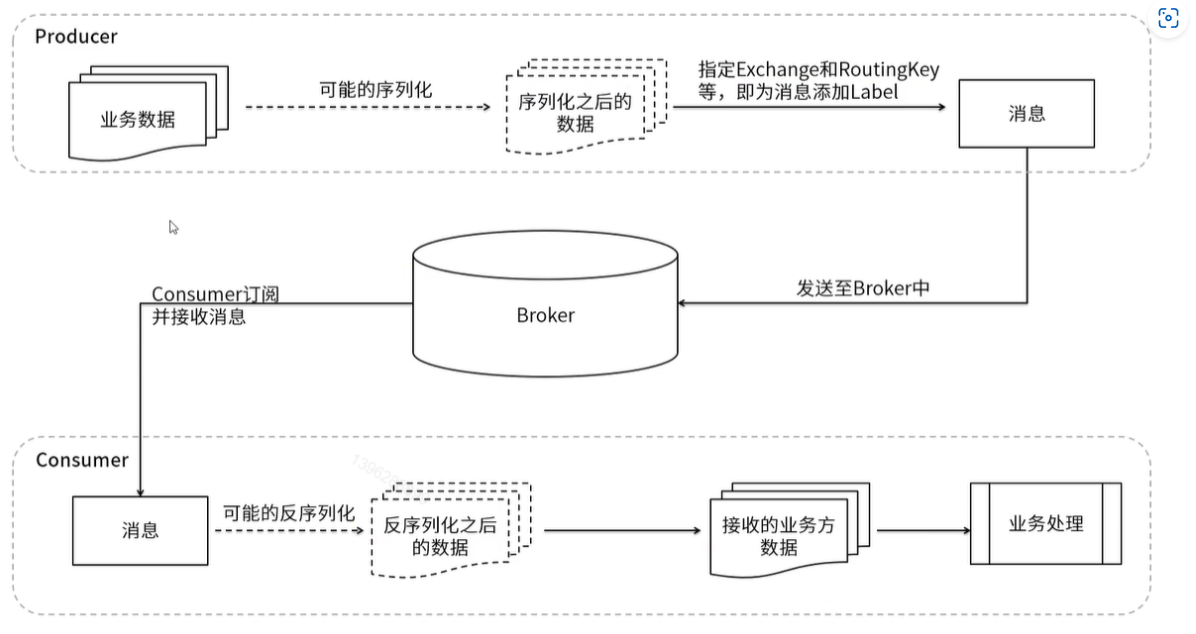 Producer
业务数据
可能的序列化
序列化之后的
数据
指定Exchange和RoutingKey
等，即为消息添加Label
消息
Consumer订阅
并接收消息
Broker
发送至Broker中
Consumer
消息
可能的反序列化
反序列化之后
的数据
接收的业务方
数据
业务处理